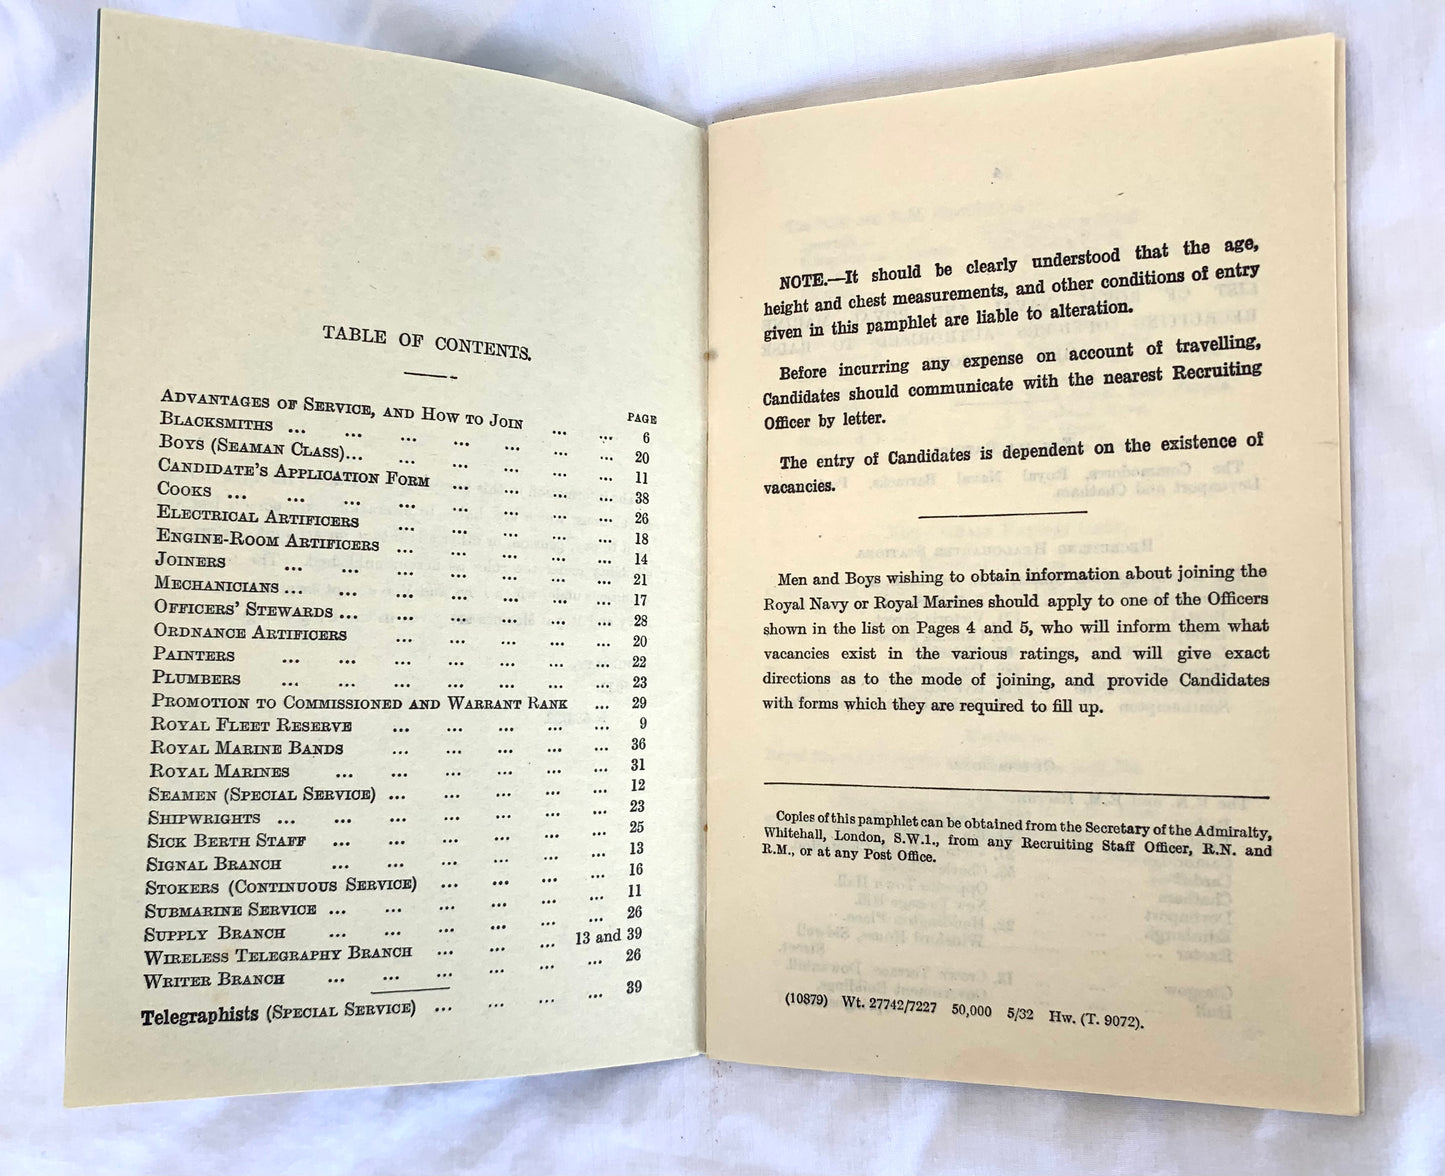 TABLE OF CONTENTS.
PAGE
ADVANTAGES OF SERVICE, AND HOW TO JOIN ... ... 6
BLACKSMITHS ... ... ... ... ... ... ... 20
BOYS (SEAMAN CLASS)... ... ... ... ... ... 11
CANDIDATE'S APPLICATION FORM ... ... ... ... 38
COOKS ... ... ... ... ... ... ... ... 26
ELECTRICAL ARTIFICERS ... ... ... ... ... 18
ENGINE-ROOM ARTIFICERS ... ... ... ... ... 14
JOINERS ... ... ... ... ... ... ... 21
MECHANICIANS ... ... ... ... ... ... ... 17
OFFICERS' STEWARDS ... ... ... ... ... ... 28
ORDNANCE ARTIFICERS ... ... ... ... ... 20
PAINTERS ... ... ... ... ... ... ... 22
PLUMBERS ... ... ... ... ... ... ... 23
PROMOTION TO COMMISSIONED AND WARRANT RANK ... 29
ROYAL FLEET RESERVE ... ... ... ... ... 9
ROYAL MARINE BANDS ... ... ... ... ... 36
ROYAL MARINES ... ... ... ... ... ... 31
SEAMEN (SPECIAL SERVICE) ... ... ... ... ... 12
SHIPWRIGHTS ... ... ... ... ... ... ... 23
SICK BERTH STAFF ... ... ... ... ... ... 25
SIGNAL BRANCH ... ... ... ... ... ... 13
STOKERS (CONTINUOUS SERVICE) ... ... ... ... 16
SUBMARINE SERVICE ... ... ... ... ... ... 11
SUPPLY BRANCH ... ... ... ... ... ... 26
WIRELESS TELEGRAPHY BRANCH ... ... ... 13 and 39
WRITER BRANCH ... ... ... ... ... ... 26
Telegraphists (SPECIAL SERVICE) ... ... ... ... 39
NOTE.—It should be clearly understood that the age,
height and chest measurements, and other conditions of entry
given in this pamphlet are liable to alteration.
Before incurring any expense on account of travelling,
Candidates should communicate with the nearest Recruiting
Officer by letter.
The entry of Candidates is dependent on the existence of
vacancies.
Men and Boys wishing to obtain information about joining the
Royal Navy or Royal Marines should apply to one of the Officers
shown in the list on Pages 4 and 5, who will inform them what
vacancies exist in the various ratings, and will give exact
directions as to the mode of joining, and provide Candidates
with forms which they are required to fill up.
Copies of this pamphlet can be obtained from the Secretary of the Admiralty,
Whitehall, London, S.W.1., from any Recruiting Staff Officer, R.N. and
R.M., or at any Post Office.
(10879) Wt. 27742/7227 50,000 5/32 Hw. (T. 9072).